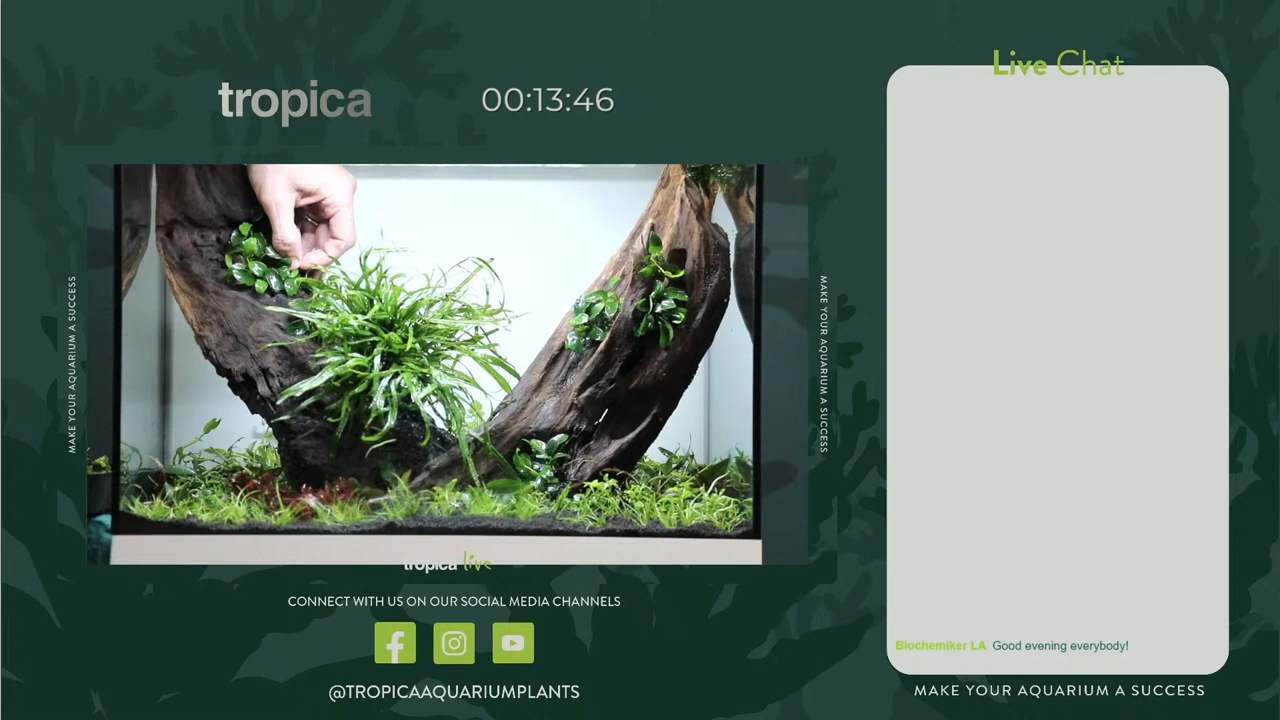 Live Chat
tropica
00:13:46
MAKE YOUR AQUARIUM A SUCCESS
MAKE YOUR AQUARIUM A SUCCESS
tropica live
CONNECT WITH US ON OUR SOCIAL MEDIA CHANNELS
@TROPICAAQUARIUMPLANTS
Biochemiker LA Good evening everybody!
MAKE YOUR AQUARIUM A SUCCESS